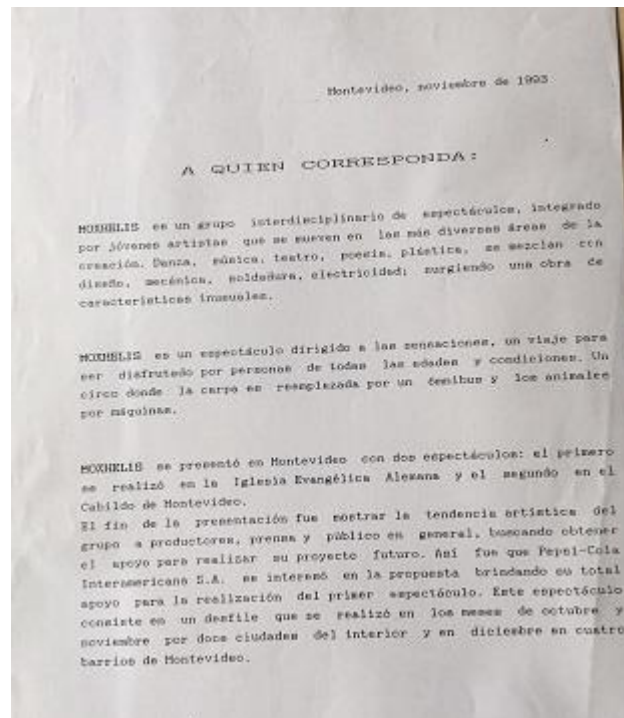 Montevideo, noviembre de 1993
A QUIEN CORRESPONDA:
MOXHELIS es un grupo interdisciplinario de espectáculos, integrado
por jóvenes artistas que se mueven en las más diversas áreas de la
creación. Danza, música, teatro, poesía, plástica, se mezclan con
diseño, mecánica, soldadura, electricidad; surgiendo una obra de
características inusuales.
MOXHELIS es un espectáculo dirigido a las sensaciones, un viaje para
ser disfrutado por personas de todas las edades y condiciones. Un
circo donde la carpa es reemplazada por un ómnibus y los animales
por máquinas.
MOXHELIS se presentó en Montevideo con dos espectáculos: el primero
se realizó en la Iglesia Evangélica Alemana y el segundo en el
Cabildo de Montevideo.
El fin de la presentación fue mostrar la tendencia artística del
grupo a productores, prensa y público en general, buscando obtener
el apoyo para realizar su proyecto futuro. Así fue que Pepsi-Cola
Interamericana S.A. se interesó en la propuesta brindando su total
apoyo para la realización del primer espectáculo. Este espectáculo
consiste en un desfile que se realizó en los meses de octubre y
noviembre por doce ciudades del interior y en diciembre en cuatro
barrios de Montevideo.